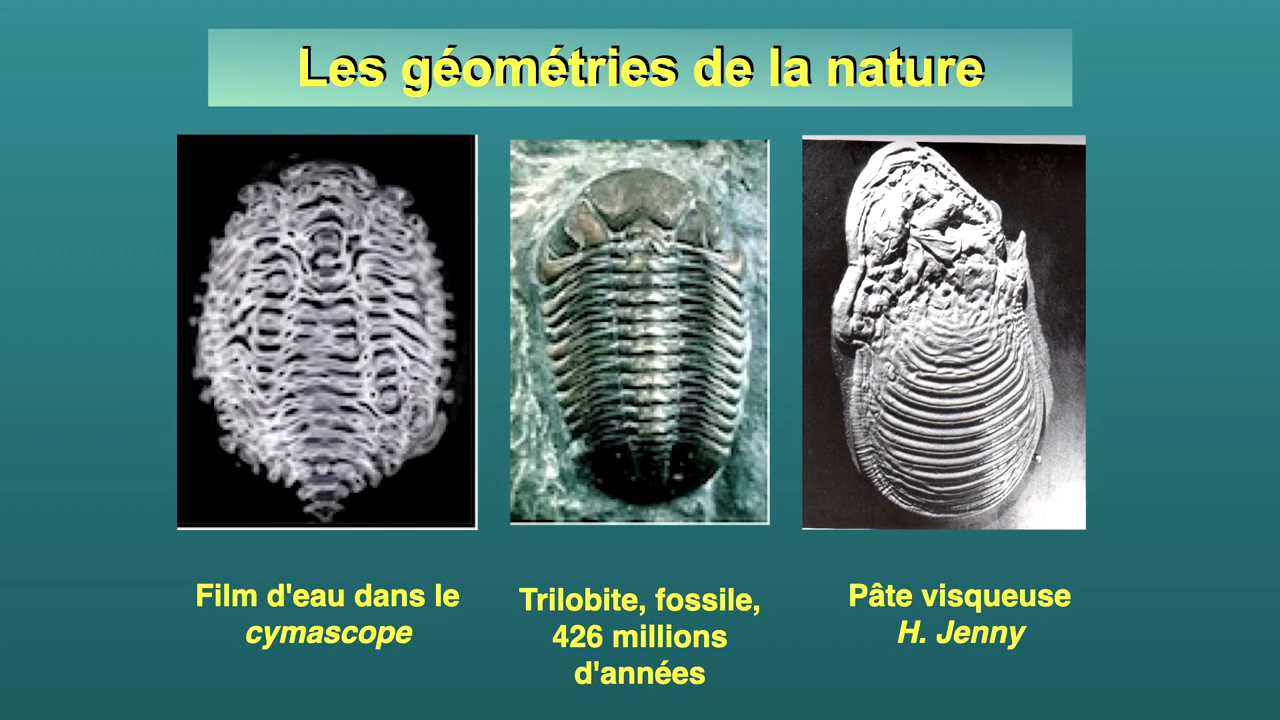 Les géométries de la nature
Film d'eau dans le
cymascope
Trilobite, fossile,
426 millions
d'années
Pâte visqueuse
H. Jenny